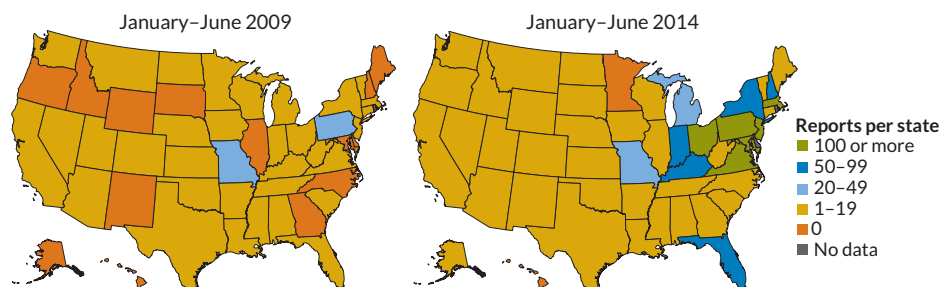 January–June 2009
January–June 2014
Reports per state
100 or more
50–99
20–49
1–19
0
No data